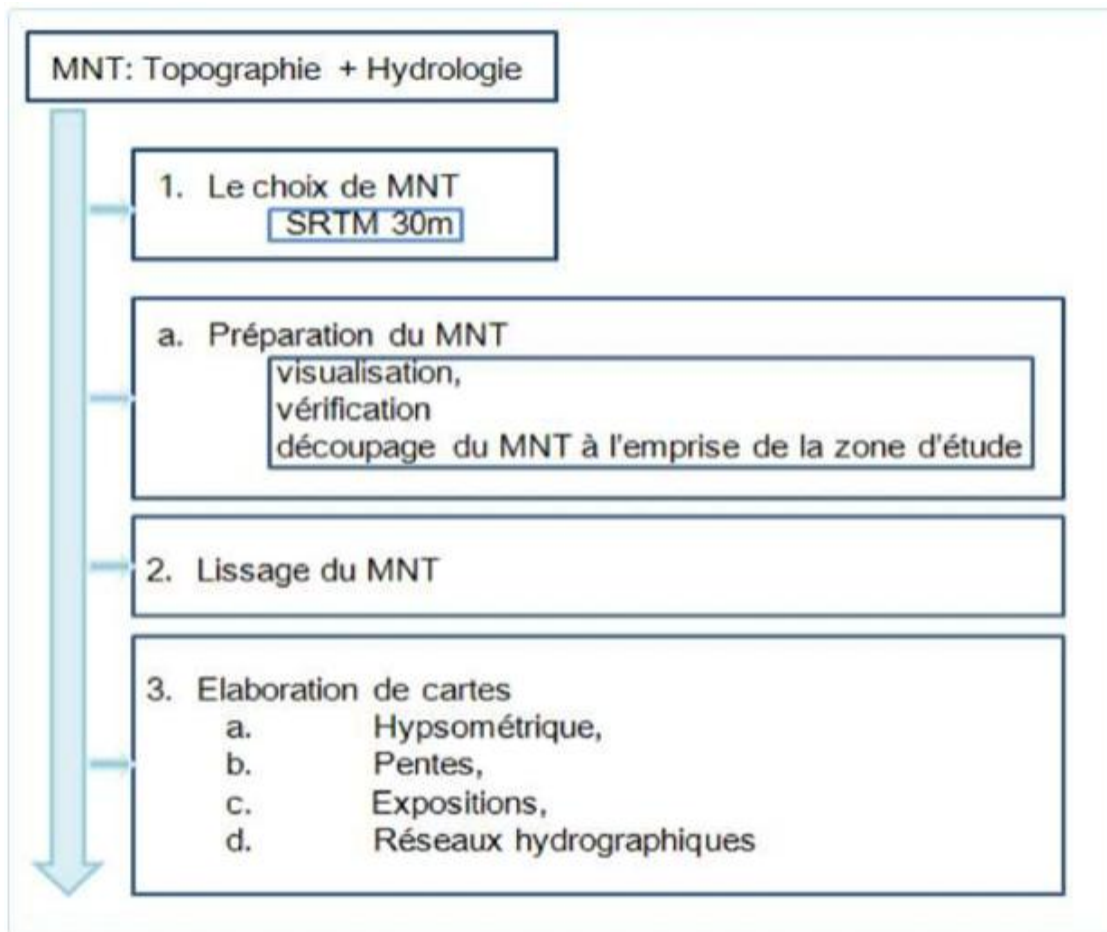 MNT: Topographie + Hydrologie
1. Le choix de MNT
SRTM 30m
a. Préparation du MNT
visualisation,
vérification
découpage du MNT à l'emprise de la zone d'étude
2. Lissage du MNT
3. Elaboration de cartes
a. Hypsométrique,
b. Pentes,
c. Expositions,
d. Réseaux hydrographiques